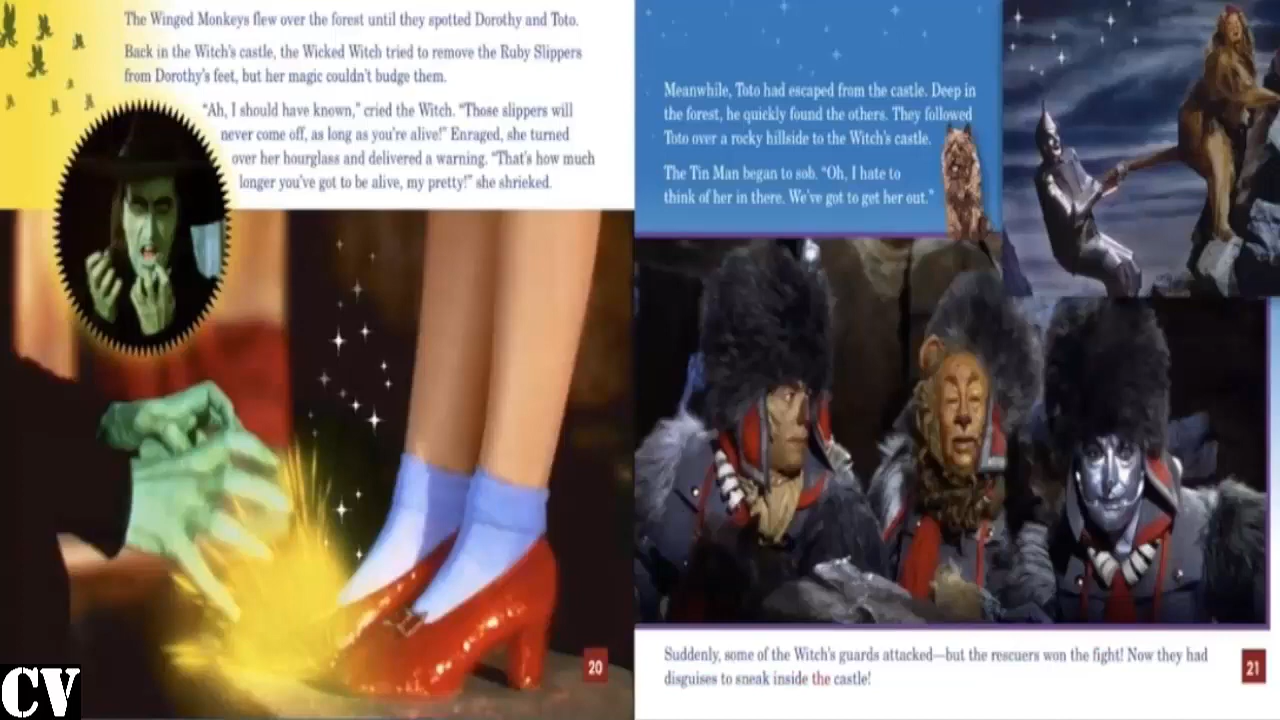 The Winged Monkeys flew over the forest until they spotted Dorothy and Toto.
Back in the Witch's castle, the Wicked Witch tried to remove the Ruby Slippers
from Dorothy's feet, but her magic couldn't budge them.
"Ah, I should have known," cried the Witch. "Those slippers will
never come off, as long as you're alive!" Enraged, she turned
over her hourglass and delivered a warning. "That's how much
longer you've got to be alive, my pretty!" she shrieked.
20
CV
Meanwhile, Toto had escaped from the castle. Deep in
the forest, he quickly found the others. They followed
Toto over a rocky hillside to the Witch's castle.
The Tin Man began to sob. "Oh, I hate to
think of her in there. We've got to get her out."
Suddenly, some of the Witch's guards attacked—but the rescuers won the fight! Now they had
disguises to sneak inside the castle!
21